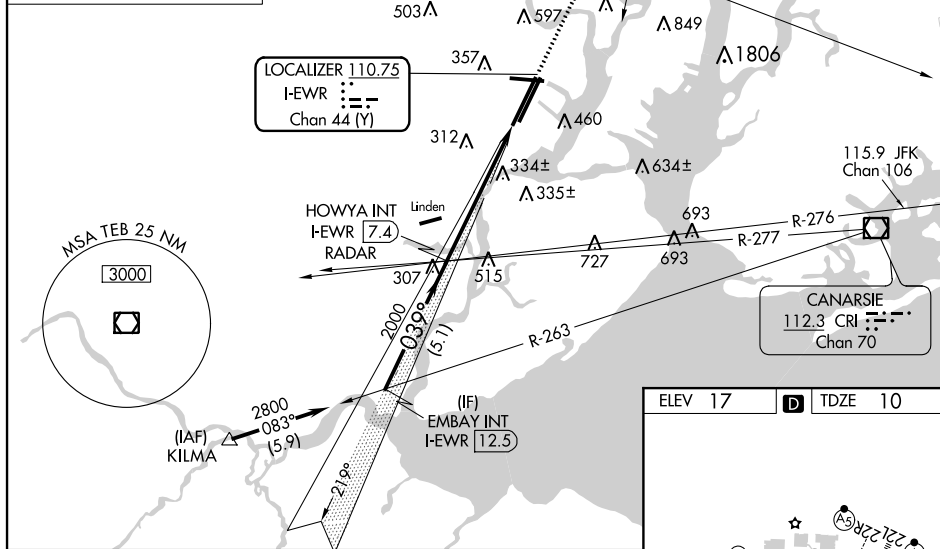 503
597
849
357
1806
LOCALIZER 110.75
I-EWR
Chan 44 (Y)
460
312
334±
634±
115.9 JFK
Chan 106
335±
HOWYA INT
I-EWR 7.4
RADAR
Linden
693
R-276
R-277
MSA TEB 25 NM
3000
307
515
727
693
2000
039°
(5.1)
R-263
CANARSIE
112.3 CRI
Chan 70
(IF)
EMBAY INT
I-EWR 12.5
2800
083°
(5.9)
(IAF)
KILMA
219°
ELEV 17
D
TDZE 10
A5
22R
22L